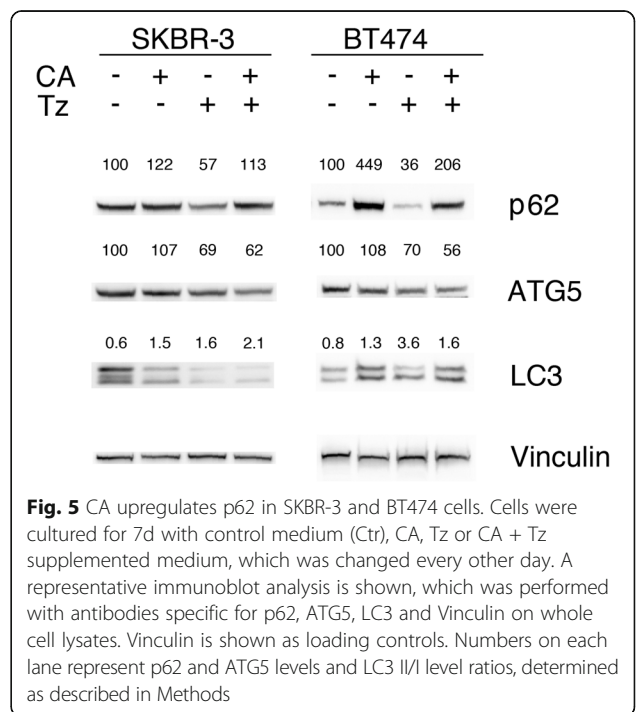 SKBR-3 BT474
CA - + - + - + - +
Tz - - + + - - + +
100 122 57 113 100 449 36 206
p62
100 107 69 62 100 108 70 56
ATG5
0.6 1.5 1.6 2.1 0.8 1.3 3.6 1.6
LC3
Vinculin
Fig. 5 CA upregulates p62 in SKBR-3 and BT474 cells. Cells were
cultured for 7d with control medium (Ctr), CA, Tz or CA + Tz
supplemented medium, which was changed every other day. A
representative immunoblot analysis is shown, which was performed
with antibodies specific for p62, ATG5, LC3 and Vinculin on whole
cell lysates. Vinculin is shown as loading controls. Numbers on each
lane represent p62 and ATG5 levels and LC3 II/I level ratios, determined
as described in Methods